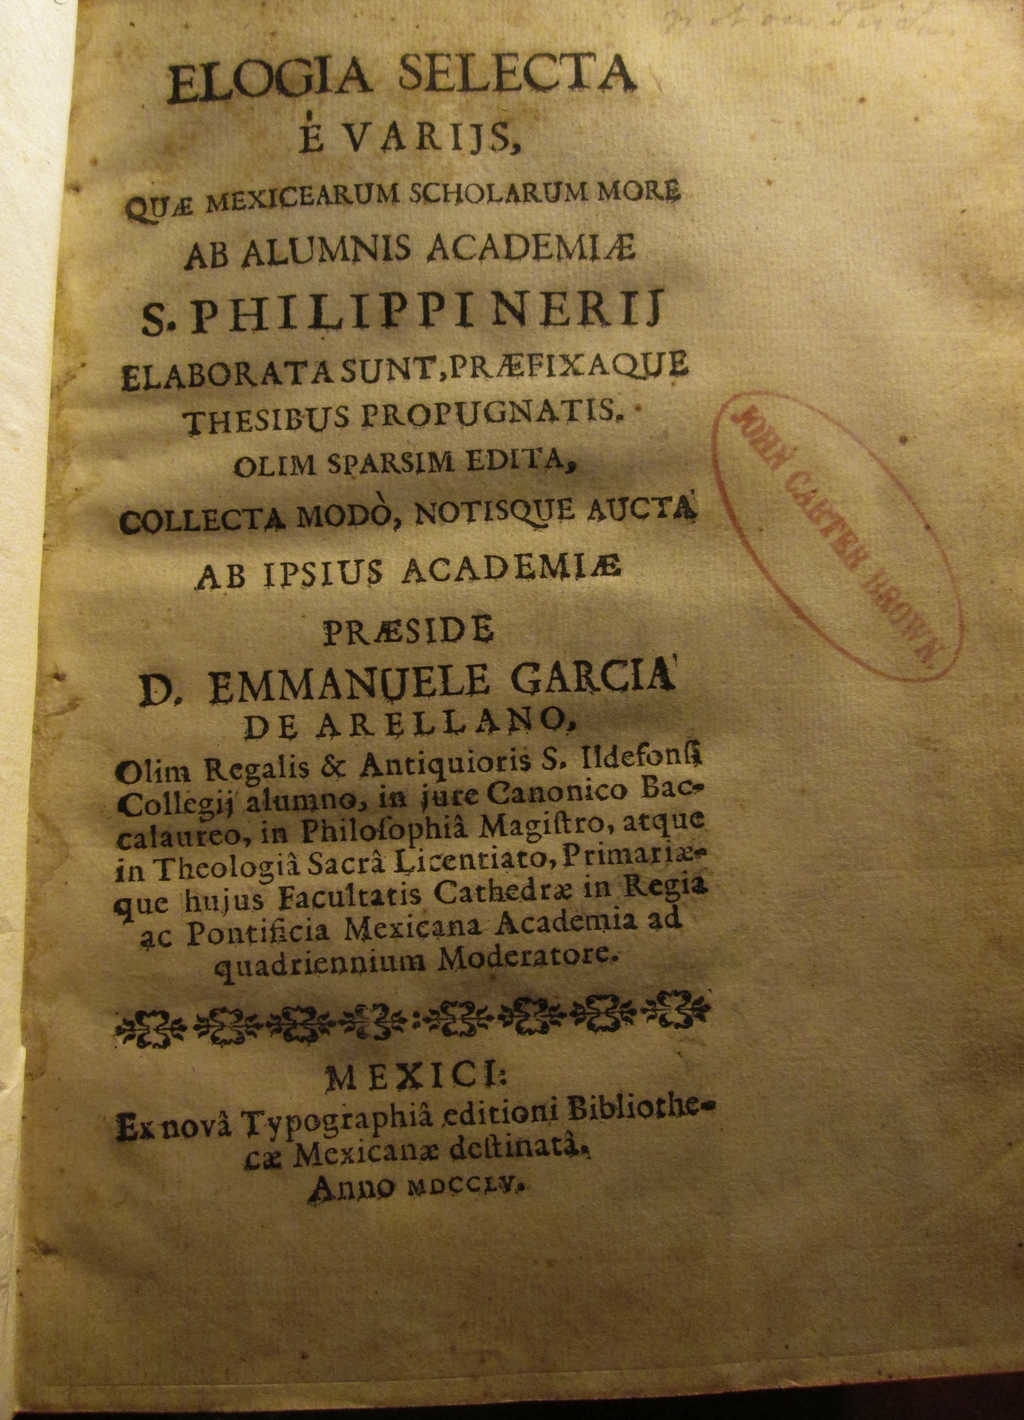 ELOGIA SELECTA
È VARIJS,
QUÆ MEXICEARUM SCHOLARUM MORE
AB ALUMNIS ACADEMIÆ
S. PHILIPPI NERIJ
ELABORATA SUNT, PRÆFIXAQUE
THESIBUS PROPUGNATIS.
OLIM SPARSIM EDITA,
COLLECTA MODÒ, NOTISQUE AUCTA
AB IPSIUS ACADEMIÆ
PRÆSIDE
D. EMMANUELE GARCIA
DE ARELLANO,
Olim Regalis & Antiquioris S. Ildefonſi
Collegij alumno, in jure Canonico Bac-
calaureo, in Philoſophiâ Magiſtro, atque
in Theologiâ Sacrâ Licentiato, Primariæ-
que hujus Facultatis Cathedræ in Regia
ac Pontificia Mexicana Academia ad
quadriennium Moderatore.
MEXICI:
Ex novâ Typographiâ editioni Bibliothe-
cæ Mexicanæ deſtinatâ.
Anno MDCCLV.
JOHN CARTER BROWN.